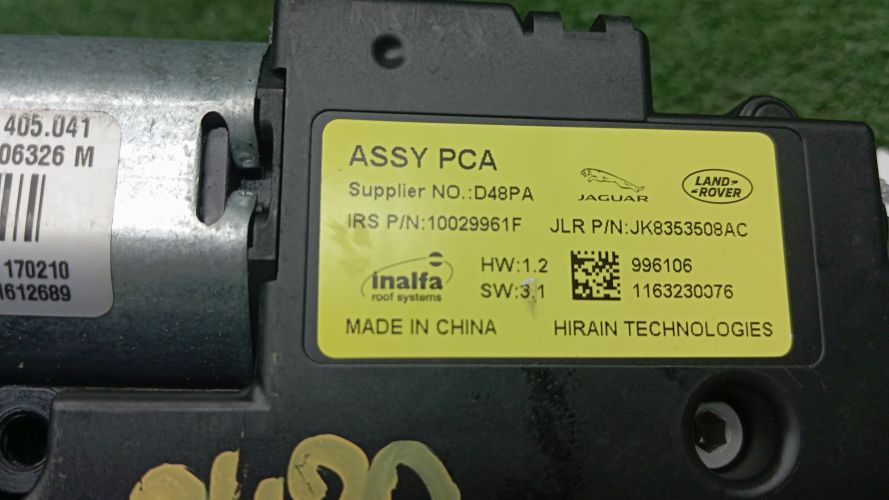 405.041
06326 M
170210
1612689
ASSY PCA
Supplier NO.:D48PA
IRS P/N:10029961F
JAGUAR
LAND-
ROVER
JLR P/N:JK8353508AC
inalfa
roof systems
HW:1.2
SW:3.1
996106
1163230076
MADE IN CHINA
HIRAIN TECHNOLOGIES